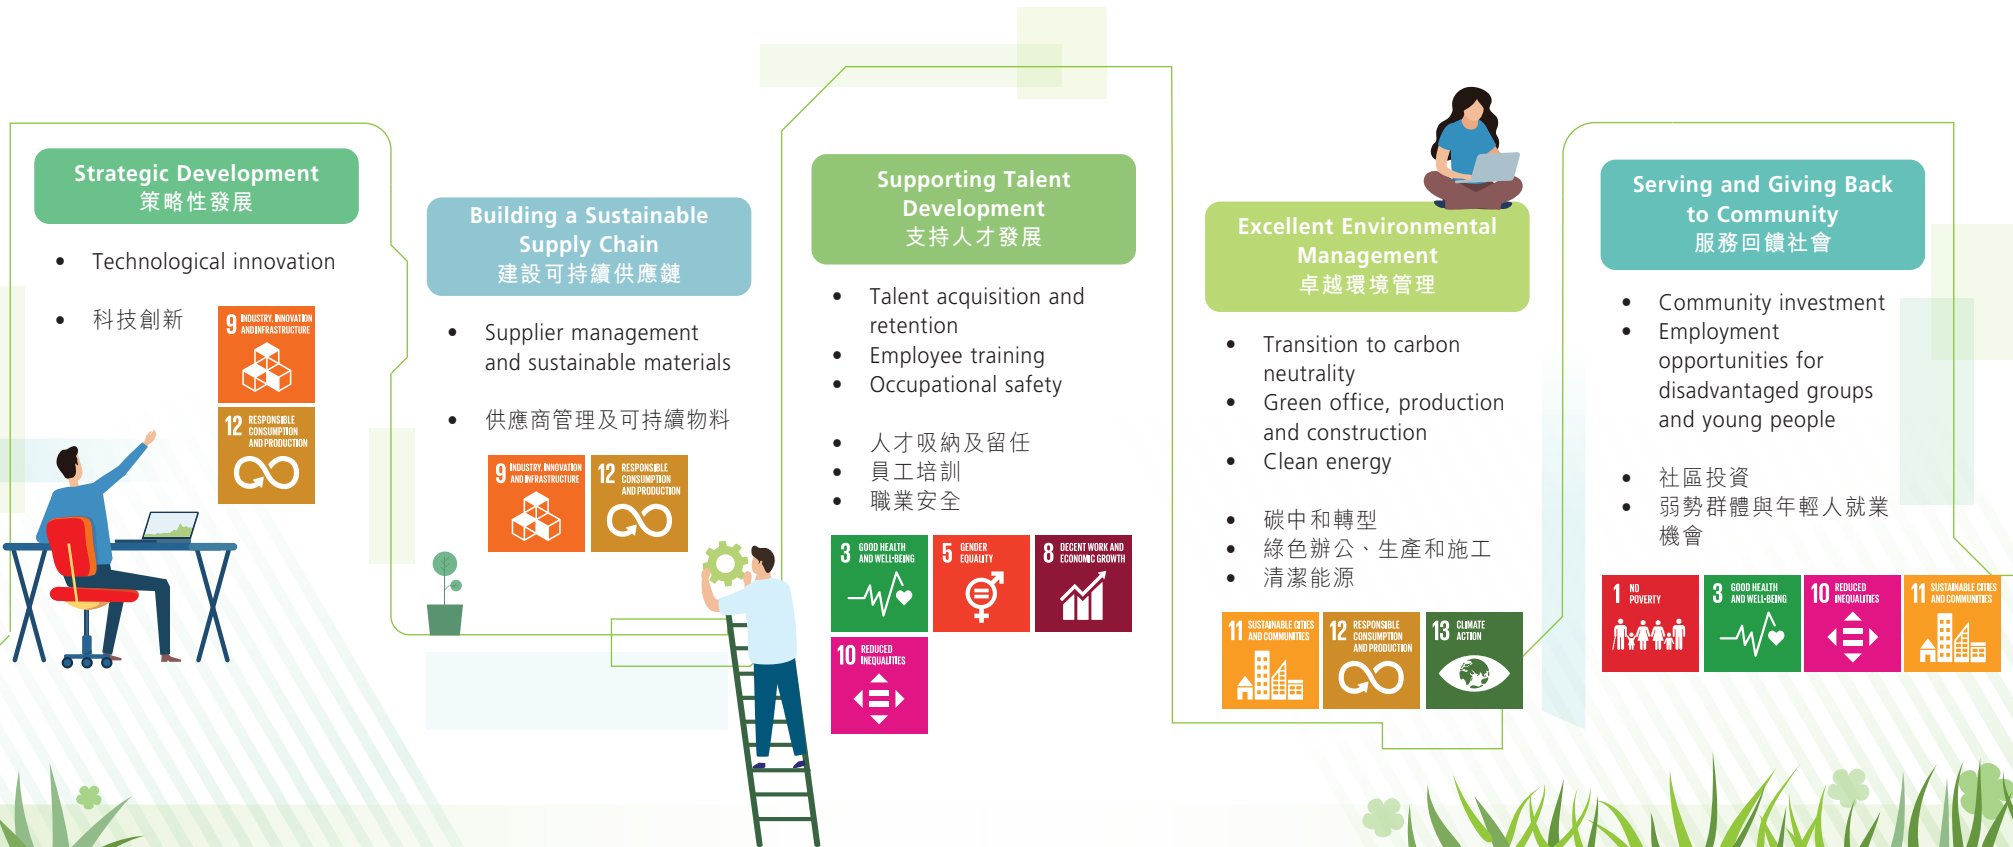 Strategic Development
策略性發展
Technological innovation
科技創新
9 INDUSTRY, INNOVATION
AND INFRASTRUCTURE
12 RESPONSIBLE
CONSUMPTION
AND PRODUCTION
Building a Sustainable
Supply Chain
建設可持續供應鏈
Supplier management
and sustainable materials
供應商管理及可持續物料
9 INDUSTRY, INNOVATION
AND INFRASTRUCTURE
12 RESPONSIBLE
CONSUMPTION
AND PRODUCTION
Supporting Talent
Development
支持人才發展
Talent acquisition and
retention
Employee training
Occupational safety
人才吸納及留任
員工培訓
職業安全
3 GOOD HEALTH
AND WELL-BEING
5 GENDER
EQUALITY
8 DECENT WORK AND
ECONOMIC GROWTH
10 REDUCED
INEQUALITIES
Excellent Environmental
Management
卓越環境管理
Transition to carbon
neutrality
Green office, production
and construction
Clean energy
碳中和轉型
綠色辦公、生產和施工
清潔能源
11 SUSTAINABLE CITIES
AND COMMUNITIES
12 RESPONSIBLE
CONSUMPTION
AND PRODUCTION
13 CLIMATE
ACTION
Serving and Giving Back
to Community
服務回饋社會
Community investment
Employment
opportunities for
disadvantaged groups
and young people
社區投資
弱勢群體與年輕人就業
機會
1 NO
POVERTY
3 GOOD HEALTH
AND WELL-BEING
10 REDUCED
INEQUALITIES
11 SUSTAINABLE CITIES
AND COMMUNITIES